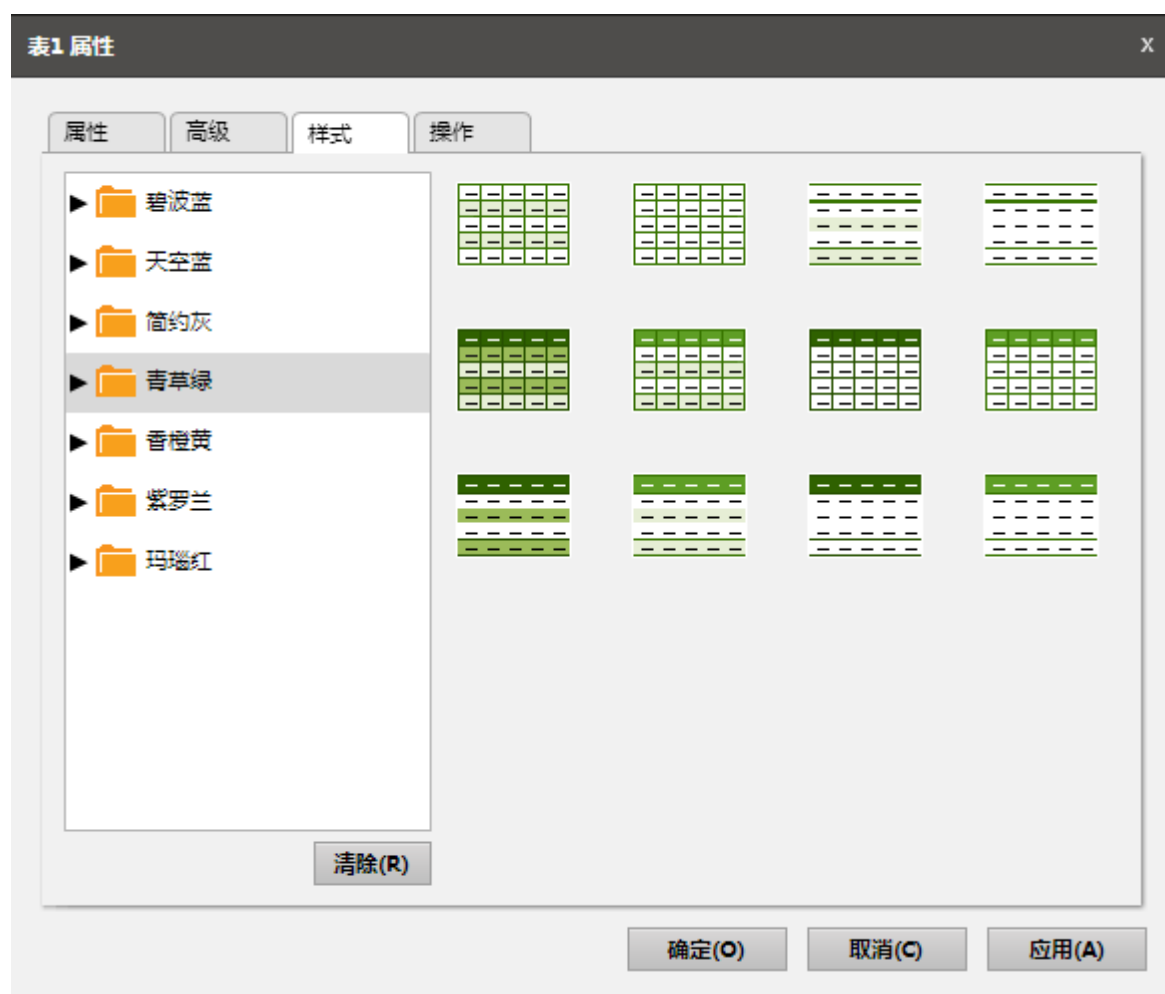 表1 属性
X
属性 高级 样式 操作
碧波蓝
天空蓝
简约灰
青草绿
香橙黄
紫罗兰
玛瑙红
清除(R)
确定(O) 取消(C) 应用(A)